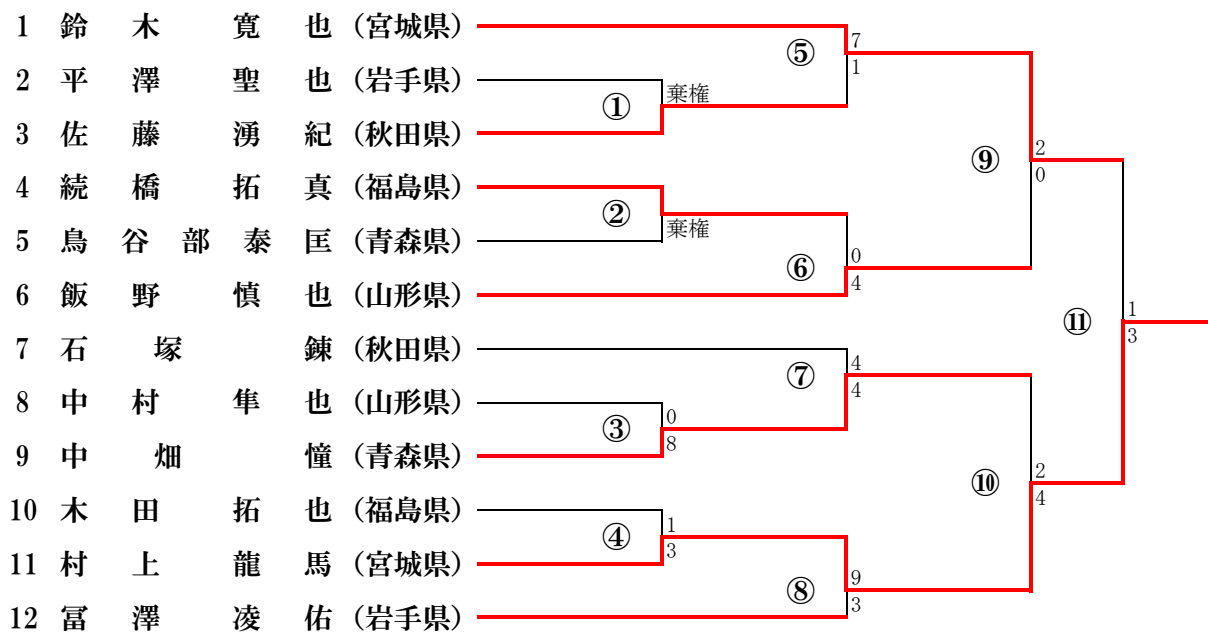 1 鈴木 寛也 (宮城県)
⑤
7
1
2 平澤 聖也 (岩手県)
①
棄権
3 佐藤 湧紀 (秋田県)
⑨
2
0
4 続橋 拓真 (福島県)
②
棄権
5 鳥谷部泰匡 (青森県)
⑥
0
4
6 飯野 慎也 (山形県)
⑪
1
3
7 石塚 錬 (秋田県)
⑦
4
4
8 中村 隼也 (山形県)
③
0
8
9 中畑 憧 (青森県)
⑩
2
4
10 木田 拓也 (福島県)
④
1
3
11 村上 龍馬 (宮城県)
⑧
9
3
12 冨澤 凌佑 (岩手県)